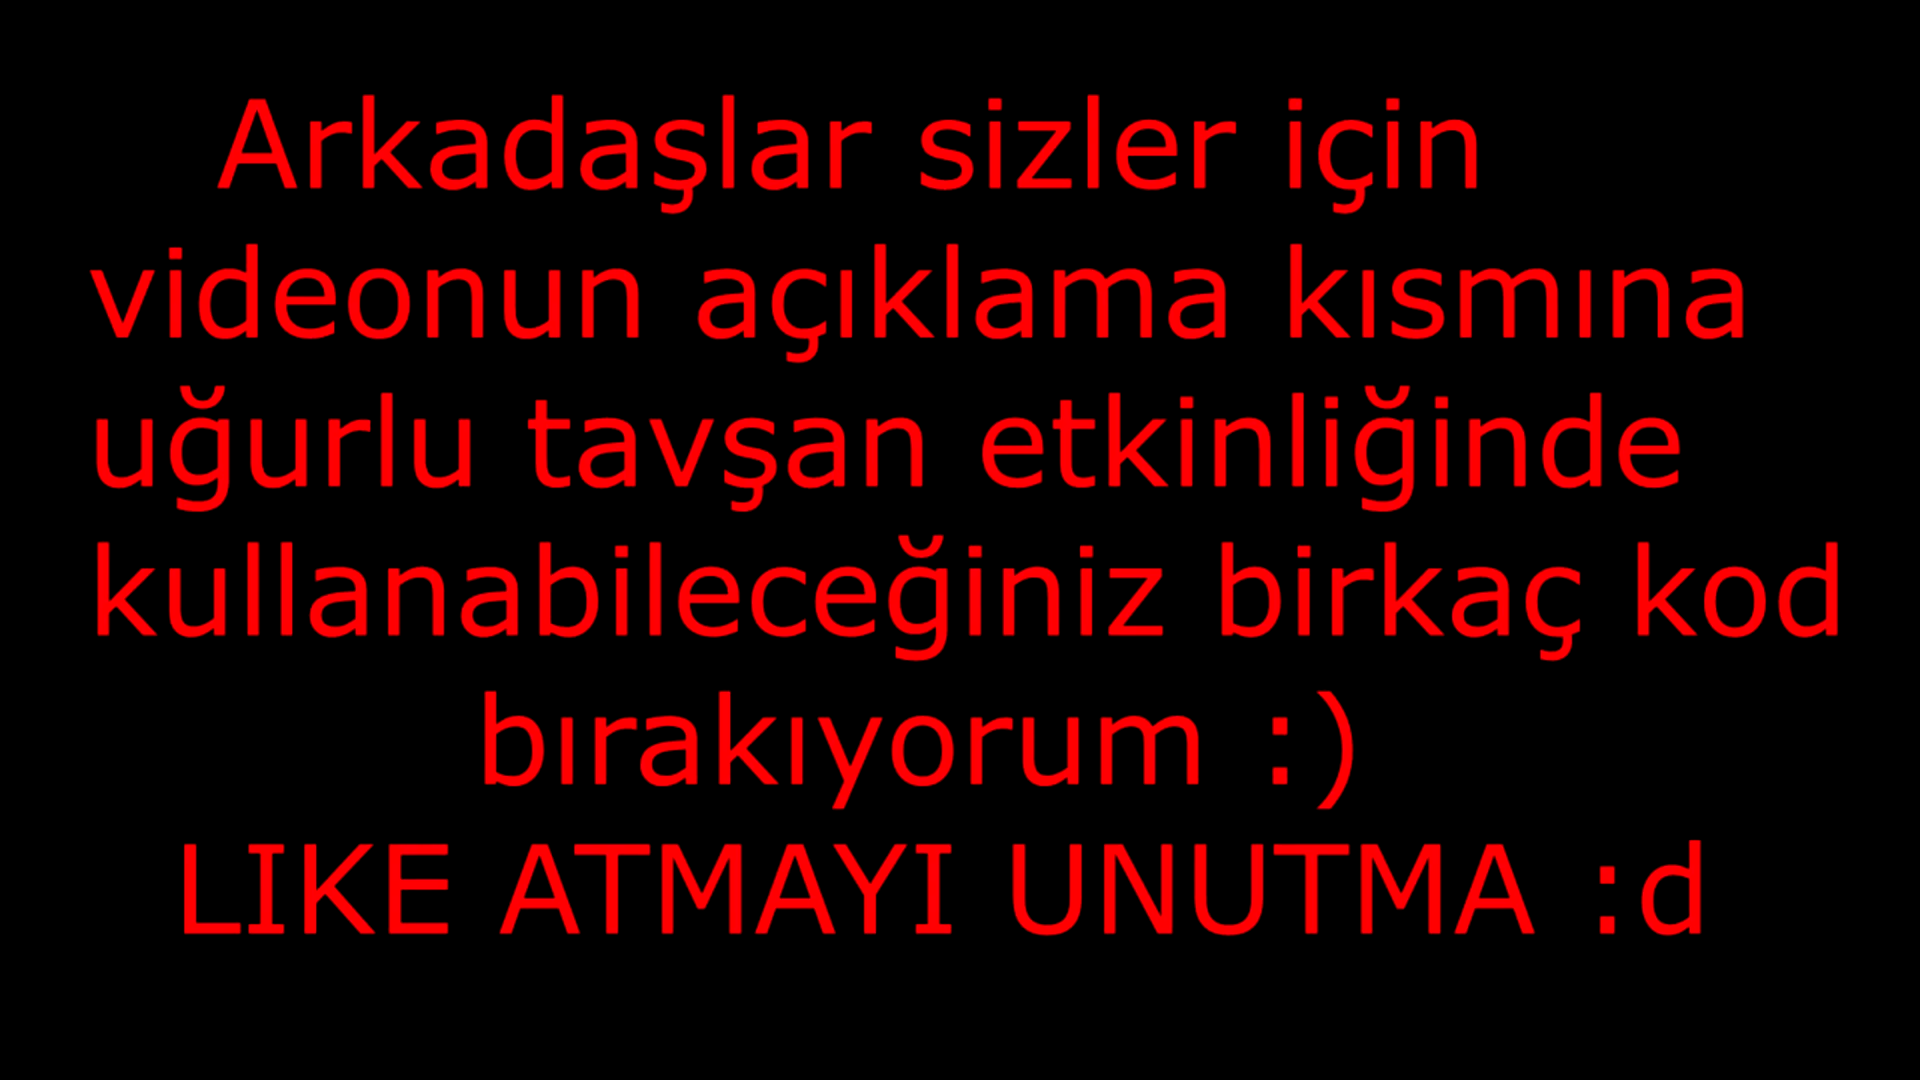 Arkadaşlar sizler için
videonun açıklama kısmına
uğurlu tavşan etkinliğinde
kullanabileceğiniz birkaç kod
bırakıyorum :)
LIKE ATMAYI UNUTMA :d